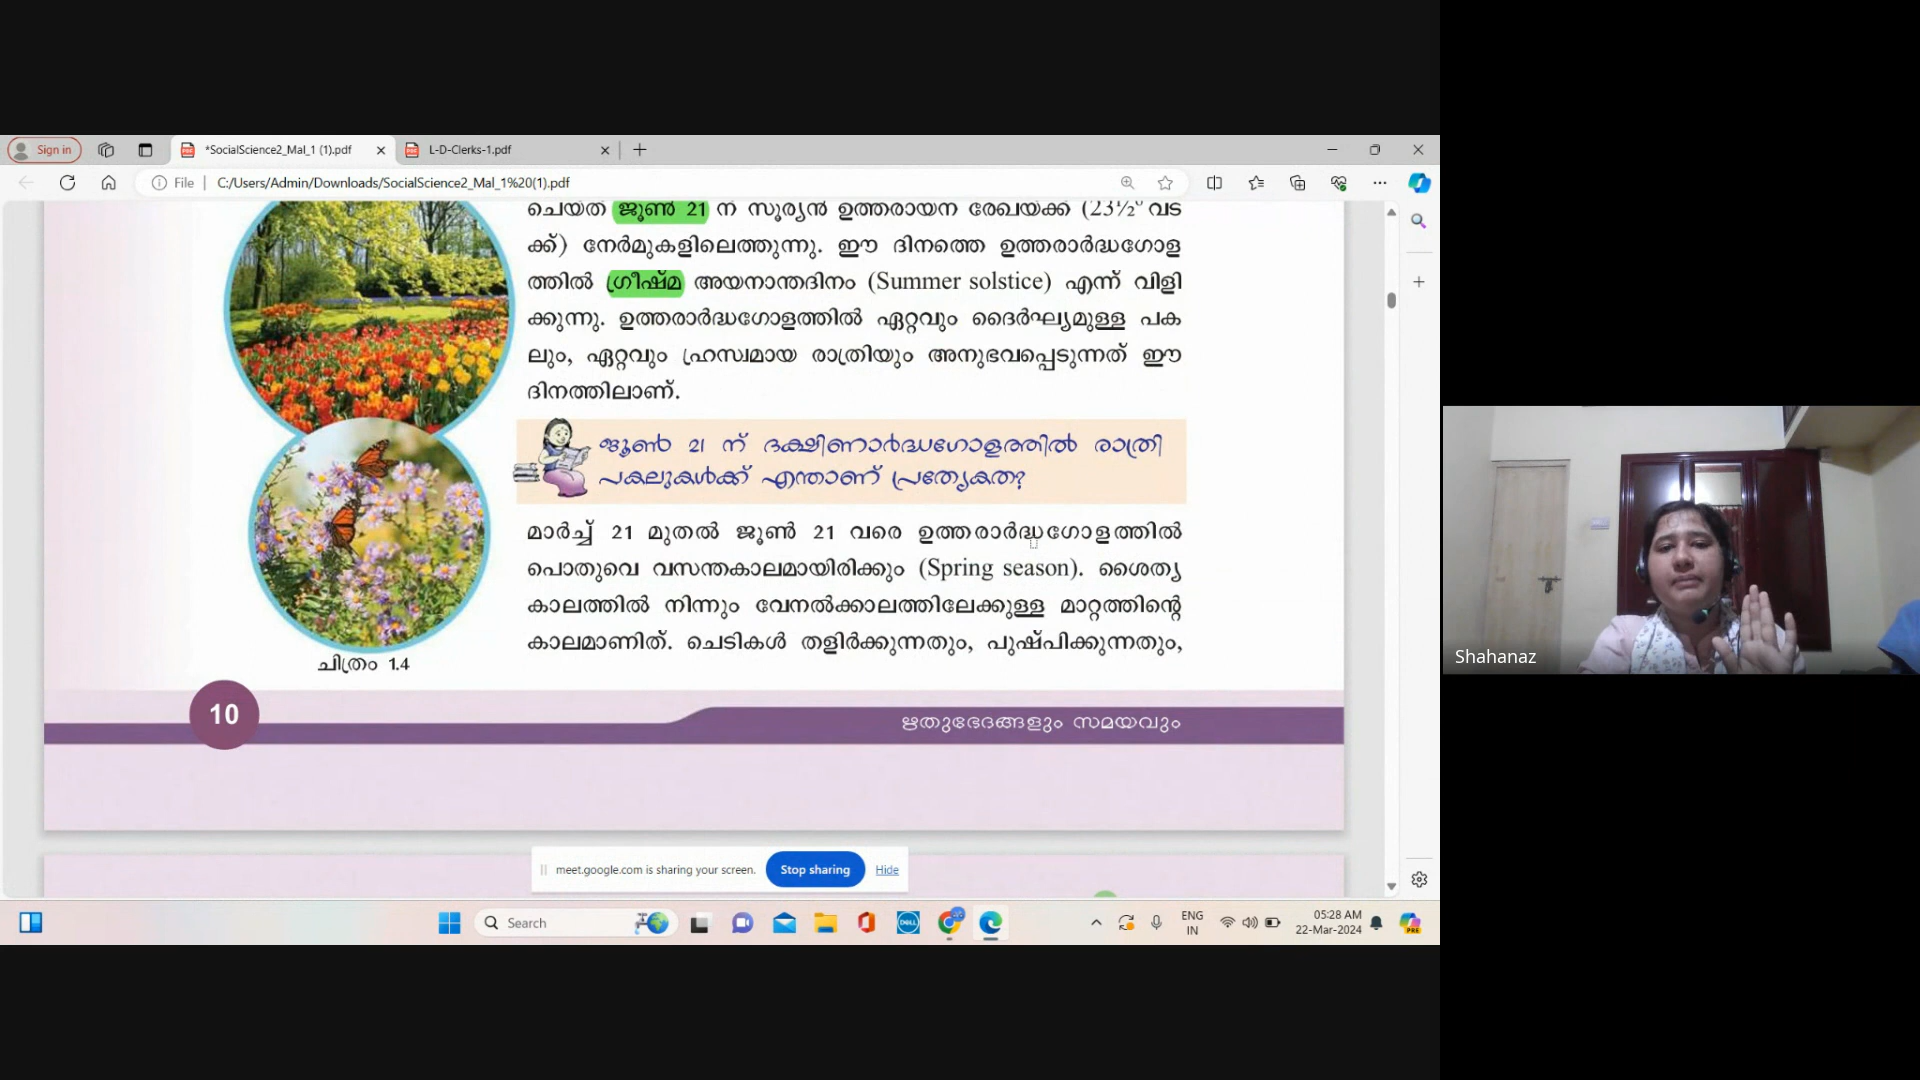 Sign in
*SocialScience2_Mal_1 (1).pdf
L-D-Clerks-1.pdf
File
C:/Users/Admin/Downloads/SocialScience2_Mal_1%20(1).pdf
ചെയ്ത് ജൂൺ 21 ന് സൂര്യൻ ഉത്തരായന രേഖയ്ക്ക് (23½° വട
ക്ക്) നേർമുകളിലെത്തുന്നു. ഈ ദിനത്തെ ഉത്തരാർദ്ധഗോള
ത്തിൽ ഗ്രീഷ്മ അയനാന്തദിനം (Summer solstice) എന്ന് വിളി
ക്കുന്നു. ഉത്തരാർദ്ധഗോളത്തിൽ ഏറ്റവും ദൈർഘ്യമുള്ള പക
ലും, ഏറ്റവും ഹ്രസ്വമായ രാത്രിയും അനുഭവപ്പെടുന്നത് ഈ
ദിനത്തിലാണ്.
ജൂൺ 21 ന് ദക്ഷിണാർദ്ധഗോളത്തിൽ രാത്രി
പകലുകൾക്ക് എന്താണ് പ്രത്യേകത?
മാർച്ച് 21 മുതൽ ജൂൺ 21 വരെ ഉത്തരാർദ്ധഗോളത്തിൽ
പൊതുവെ വസന്തകാലമായിരിക്കും (Spring season). ശൈത്യ
കാലത്തിൽ നിന്നും വേനൽക്കാലത്തിലേക്കുള്ള മാറ്റത്തിന്റെ
കാലമാണിത്. ചെടികൾ തളിർക്കുന്നതും, പുഷ്പിക്കുന്നതും,
ചിത്രം 1.4
10
ഋതുഭേദങ്ങളും സമയവും
meet.google.com is sharing your screen.
Stop sharing
Hide
Search
DELL
ENG
IN
05:28 AM
22-Mar-2024
PRE
Shahanaz